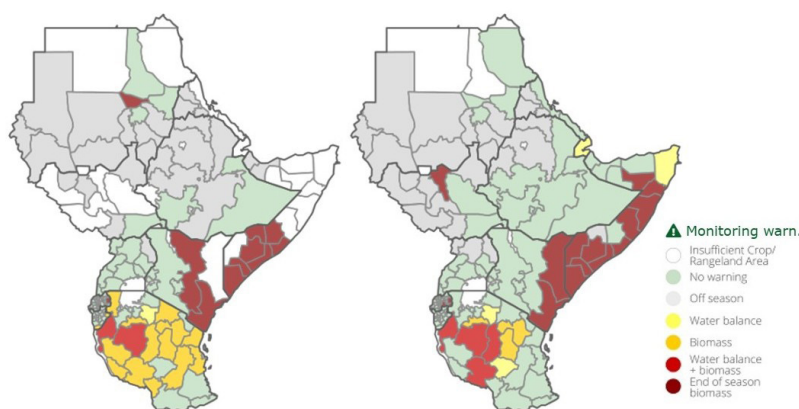 Monitoring warn.
Insufficient Crop/
Rangeland Area
No warning
Off season
Water balance
Biomass
Water balance
+ biomass
End of season
biomass